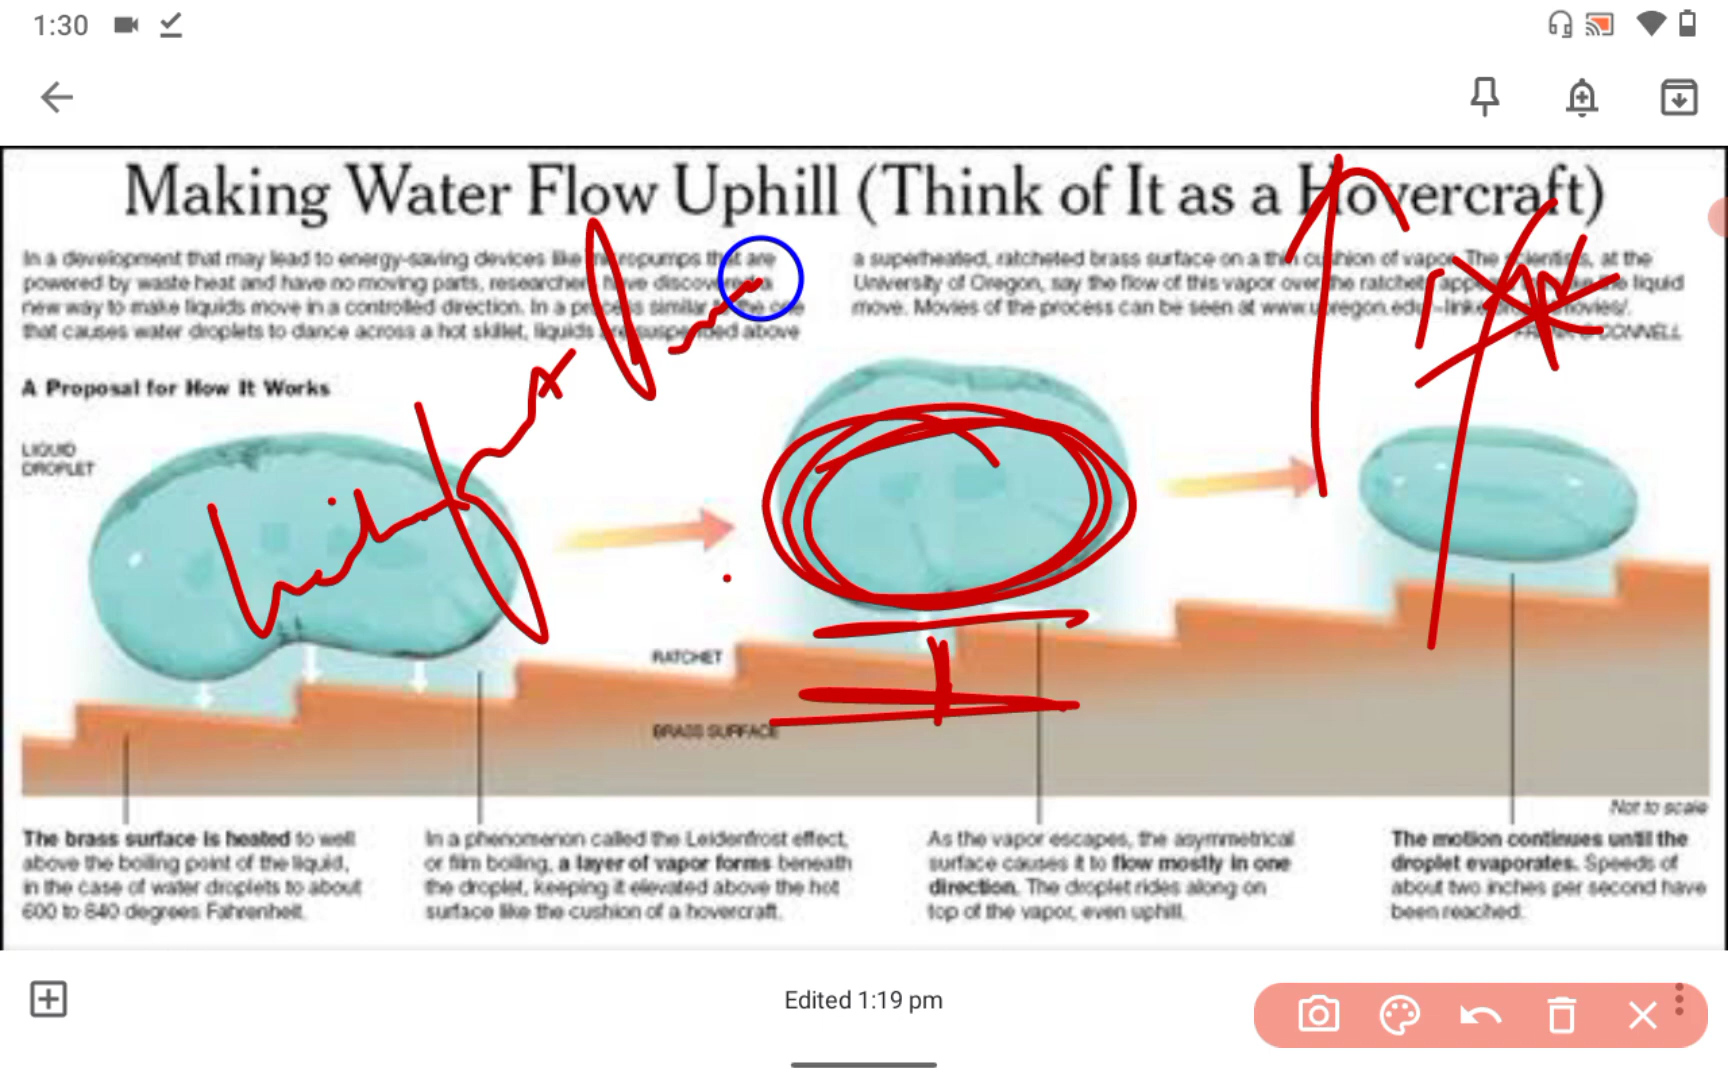 1:30
Making Water Flow Uphill (Think of It as a Hovercraft)
In a development that may lead to energy-saving devices like micropumps that are
powered by waste heat and have no moving parts, researchers have discovered a
new way to make liquids move in a controlled direction. In a process similar to the one
that causes water droplets to dance across a hot skillet, liquids are suspended above
a superheated, ratcheted brass surface on a thin cushion of vapor. The scientists, at the
University of Oregon, say the flow of this vapor over the ratchets the liquid
move. Movies of the process can be seen at
A Proposal for How It Works
LIQUID
DROPLET
RATCHET
BRASS SURFACE
Not to scale
The brass surface is heated to well
above the boiling point of the liquid,
in the case of water droplets to about
600 to 640 degrees Fahrenheit.
In a phenomenon called the Leidenfrost effect,
or film boiling, a layer of vapor forms beneath
the droplet, keeping it elevated above the hot
surface like the cushion of a hovercraft.
As the vapor escapes, the asymmetrical
surface causes it to flow mostly in one
direction. The droplet rides along on
top of the vapor, even uphill.
The motion continues until the
droplet evaporates. Speeds of
about two inches per second have
been reached.
Edited 1:19 pm